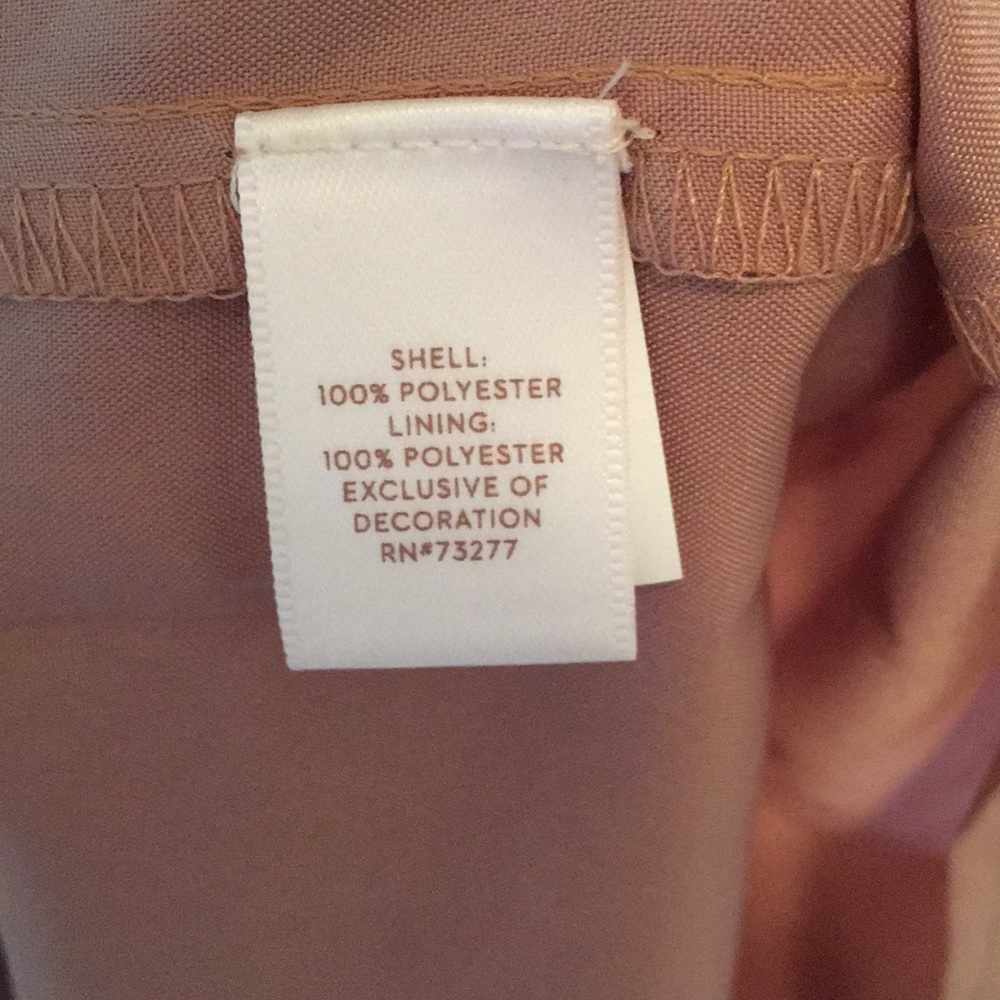 SHELL:
100% POLYESTER
LINING:
100% POLYESTER
EXCLUSIVE OF
DECORATION
RN#73277